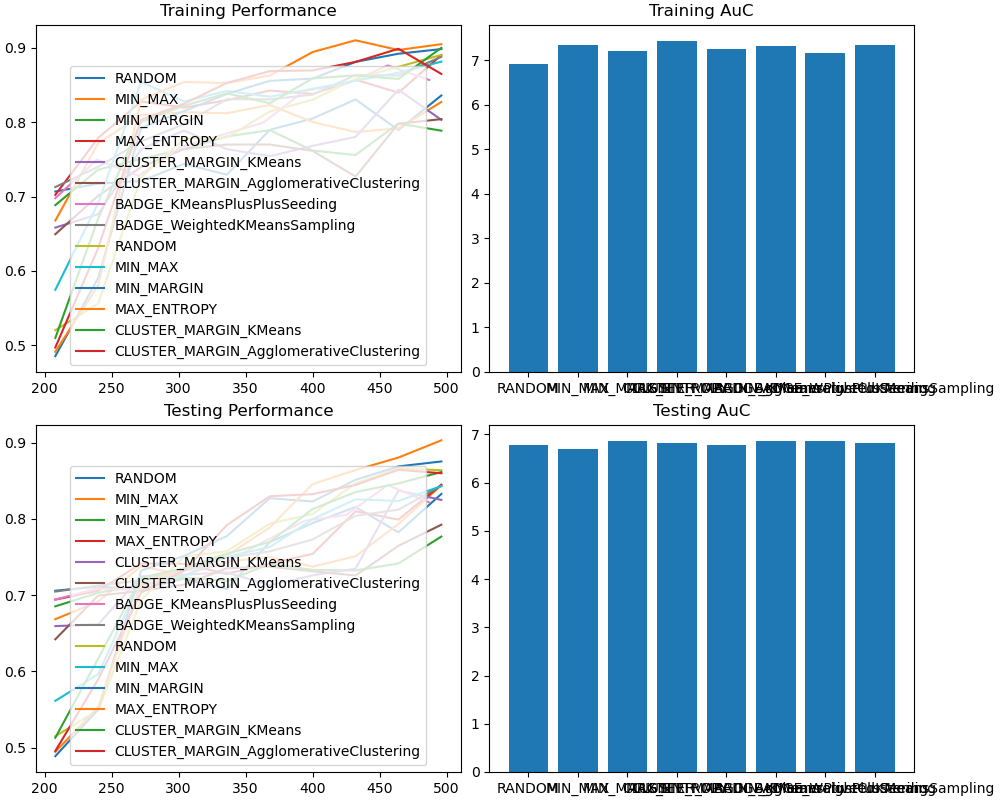 Training Performance
0.9
0.8
0.7
0.6
0.5
RANDOM
MIN_MAX
MIN_MARGIN
MAX_ENTROPY
CLUSTER_MARGIN_KMeans
CLUSTER_MARGIN_AgglomerativeClustering
BADGE_KMeansPlusPlusSeeding
BADGE_WeightedKMeansSampling
RANDOM
MIN_MAX
MIN_MARGIN
MAX_ENTROPY
CLUSTER_MARGIN_KMeans
CLUSTER_MARGIN_AgglomerativeClustering
200 250 300 350 400 450 500
Training AuC
7
6
5
4
3
2
1
0
RANDOM MIN_MAX
Testing Performance
0.9
0.8
0.7
0.6
0.5
RANDOM
MIN_MAX
MIN_MARGIN
MAX_ENTROPY
CLUSTER_MARGIN_KMeans
CLUSTER_MARGIN_AgglomerativeClustering
BADGE_KMeansPlusPlusSeeding
BADGE_WeightedKMeansSampling
RANDOM
MIN_MAX
MIN_MARGIN
MAX_ENTROPY
CLUSTER_MARGIN_KMeans
CLUSTER_MARGIN_AgglomerativeClustering
200 250 300 350 400 450 500
Testing AuC
7
6
5
4
3
2
1
0
RANDOM MIN_MAX